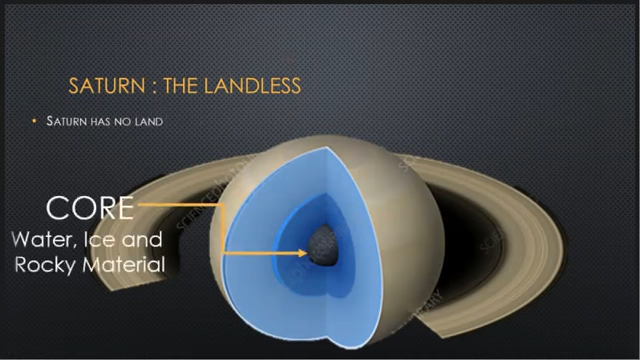 SATURN : THE LANDLESS
• SATURN HAS NO LAND
CORE
Water, Ice and
Rocky Material